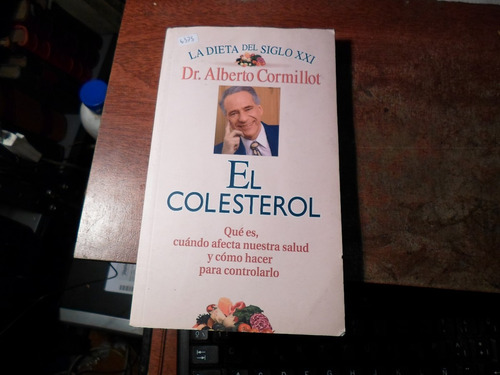 LA DIETA DEL SIGLO XXI
Dr. Alberto Cormillot
EL
COLESTEROL
Qué es,
cuándo afecta nuestra salud
y cómo hacer
para controlarlo